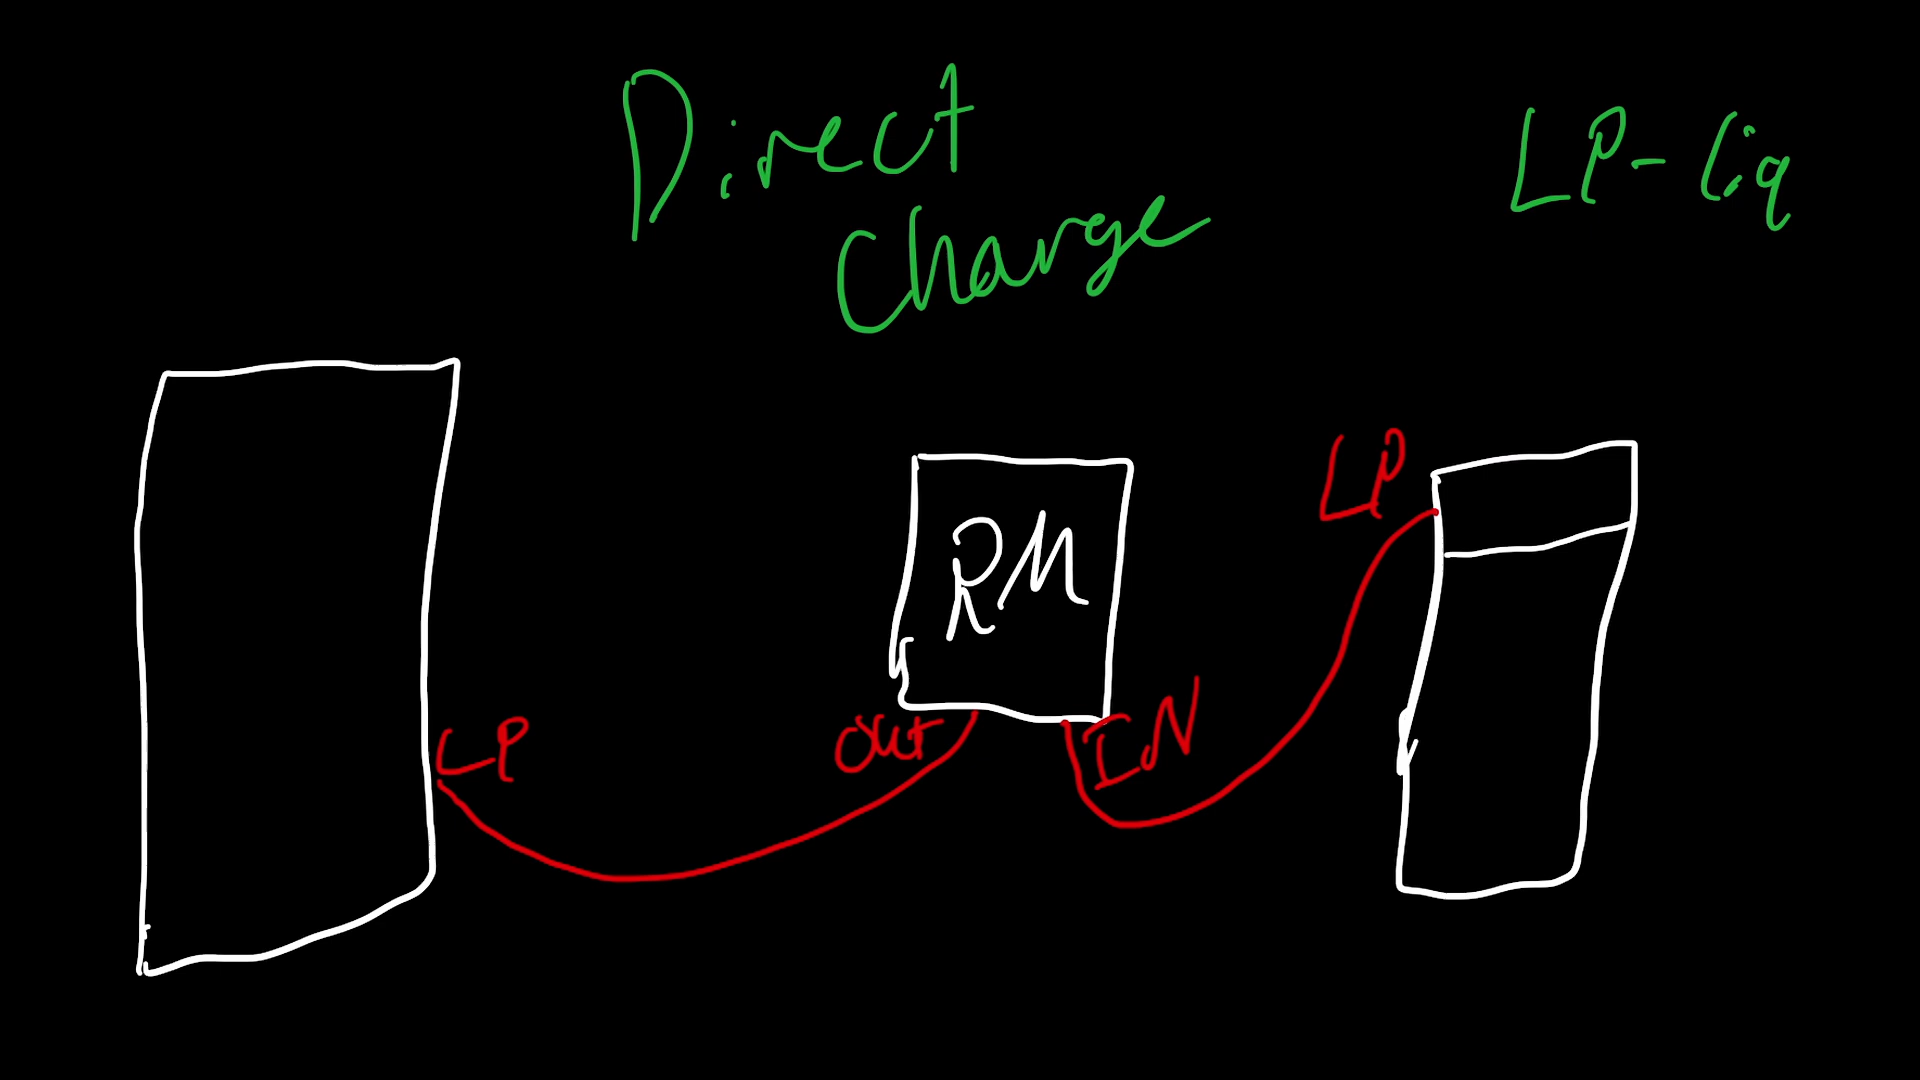 Direct
Charge
LP-liq
RM
LP
LP
OUT
IN